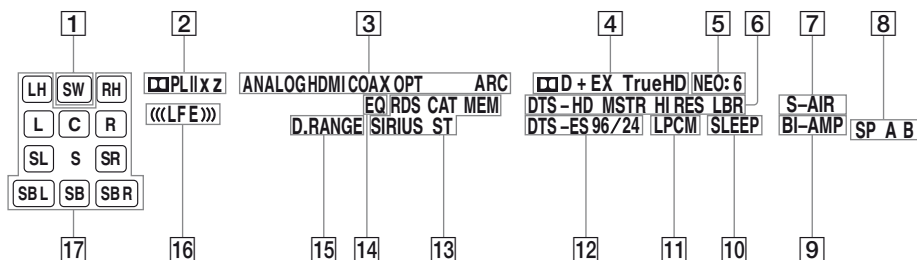 1 2 3 4 5 6 7 8
LH SW RH
L C R
SL S SR
SBL SB SBR
PLIIxz
(((LFE)))
ANALOG HDMI COAX OPT ARC
EQ RDS CAT MEM
D.RANGE SIRIUS ST
D+EX TrueHD NEO:6
DTS-HD MSTR HI RES LBR
DTS-ES 96/24 LPCM SLEEP
S-AIR
BI-AMP
SP A B
17 16 15 14 13 12 11 10 9